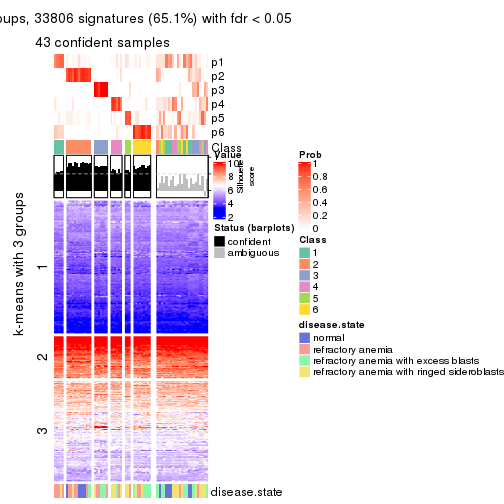 oups, 33806 signatures (65.1%) with fdr < 0.05
43 confident samples
p1
p2
p3
p4
p5
p6
Class
Silhouette score
k-means with 3 groups
1
2
3
disease.state
Value
10
8
6
4
2
Status (barplots)
confident
ambiguous
Prob
1
0.8
0.6
0.4
0.2
0
Class
1
2
3
4
5
6
disease.state
normal
refractory anemia
refractory anemia with excess blasts
refractory anemia with ringed sideroblasts